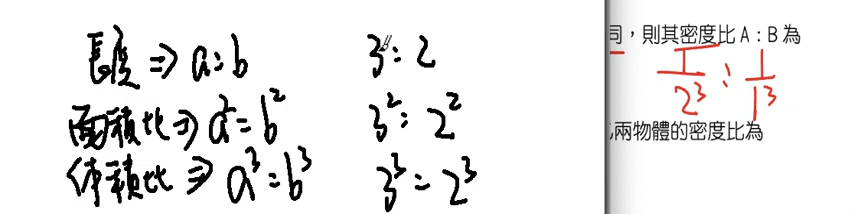 長度⇒a:b 3:2
面積比⇒a²=b² 3²:2²
体積比⇒a³=b³ 3³=2³
同,則其密度比A:B為
1/2³:1/1³
兩物體的密度比為